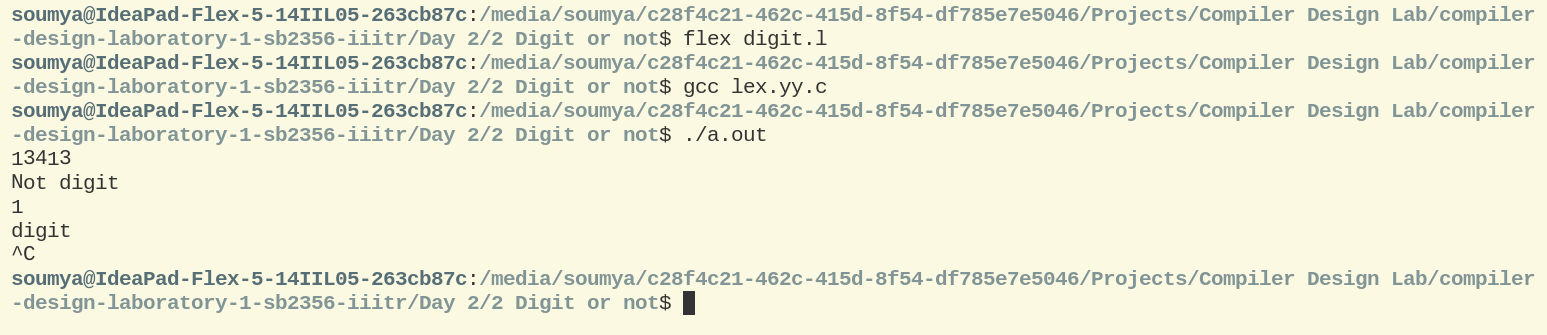 soumya@IdeaPad-Flex-5-14IIL05-263cb87c:/media/soumya/c28f4c21-462c-415d-8f54-df785e7e5046/Projects/Compiler Design Lab/compiler
-design-laboratory-1-sb2356-iiitr/Day 2/2 Digit or not$ flex digit.l
soumya@IdeaPad-Flex-5-14IIL05-263cb87c:/media/soumya/c28f4c21-462c-415d-8f54-df785e7e5046/Projects/Compiler Design Lab/compiler
-design-laboratory-1-sb2356-iiitr/Day 2/2 Digit or not$ gcc lex.yy.c
soumya@IdeaPad-Flex-5-14IIL05-263cb87c:/media/soumya/c28f4c21-462c-415d-8f54-df785e7e5046/Projects/Compiler Design Lab/compiler
-design-laboratory-1-sb2356-iiitr/Day 2/2 Digit or not$ ./a.out
13413
Not digit
1
digit
^C
soumya@IdeaPad-Flex-5-14IIL05-263cb87c:/media/soumya/c28f4c21-462c-415d-8f54-df785e7e5046/Projects/Compiler Design Lab/compiler
-design-laboratory-1-sb2356-iiitr/Day 2/2 Digit or not$